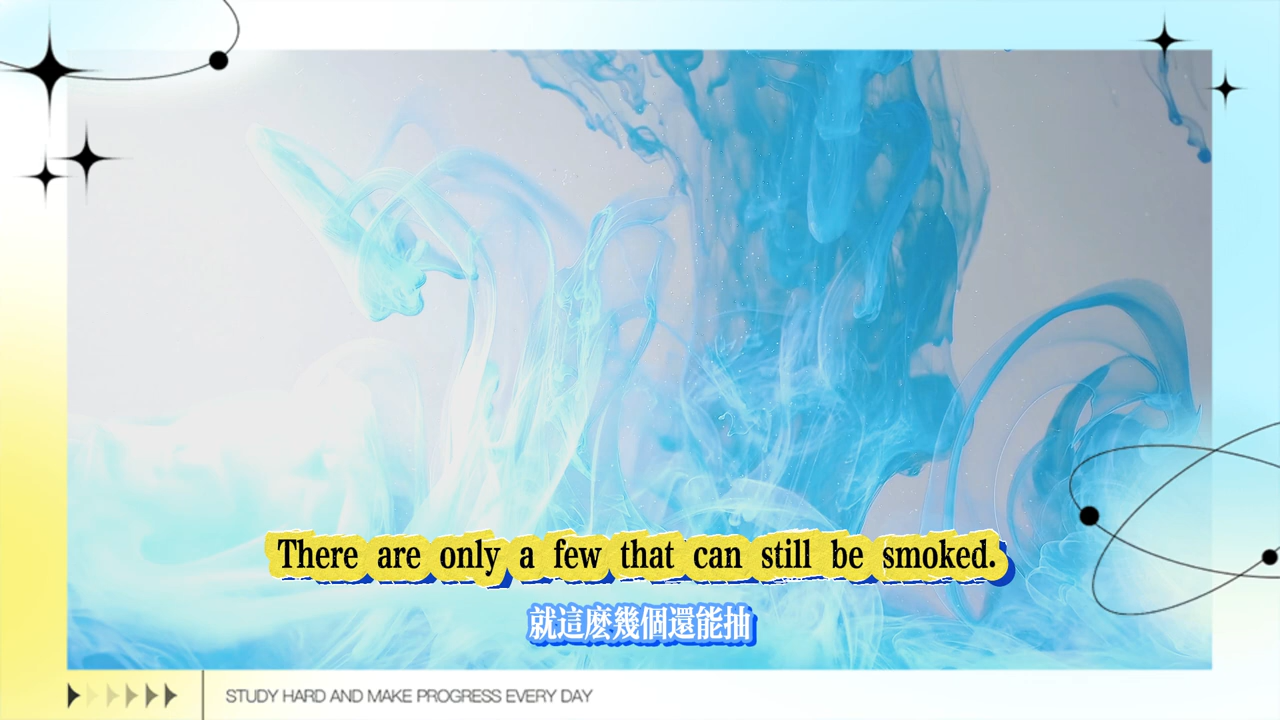 There are only a few that can still be smoked.
就這麽幾個還能抽
STUDY HARD AND MAKE PROGRESS EVERY DAY